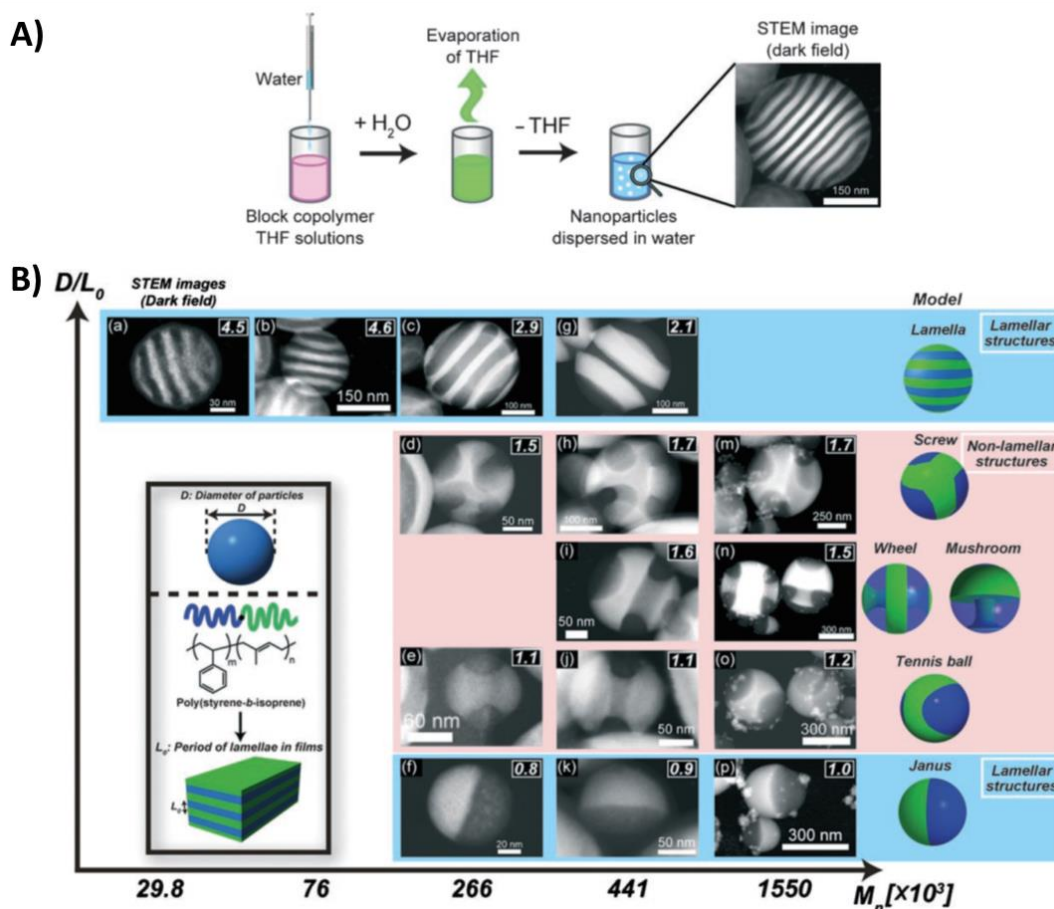 A)
Water
Evaporation
of THF
+ H₂O
− THF
STEM image
(dark field)
150 nm
Block copolymer
THF solutions
Nanoparticles
dispersed in water
B)
D/L₀
STEM images
(Dark field)
Model
(a) 4.5
30 nm
(b) 4.6
150 nm
(c) 2.9
100 nm
(g) 2.1
100 nm
Lamella
Lamellar
structures
(d) 1.5
50 nm
(h) 1.7
100 nm
(m) 1.7
250 nm
Screw
Non-lamellar
structures
(i) 1.6
50 nm
(n) 1.5
300 nm
Wheel
Mushroom
(e) 1.1
60 nm
(j) 1.1
50 nm
(o) 1.2
300 nm
Tennis ball
(f) 0.8
20 nm
(k) 0.9
50 nm
(p) 1.0
300 nm
Janus
Lamellar
structures
D: Diameter of particles
D
m
n
Poly(styrene-b-isoprene)
L₀: Period of lamellae in films
L₀
29.8 76 266 441 1550 Mₙ [×10³]